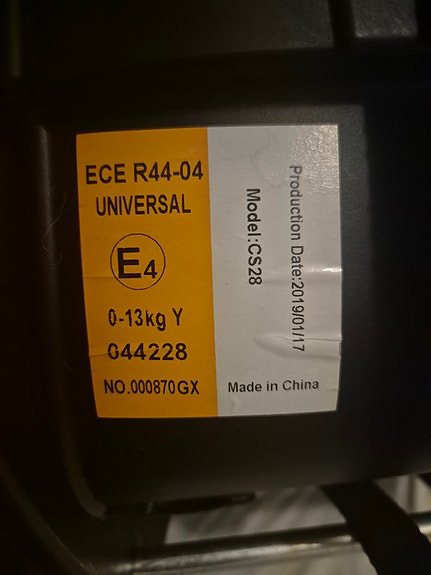 ECE R44-04
UNIVERSAL
E4
0-13kg Y
044228
NO.000870GX
Production Date:2019/01/17
Model:CS28
Made in China